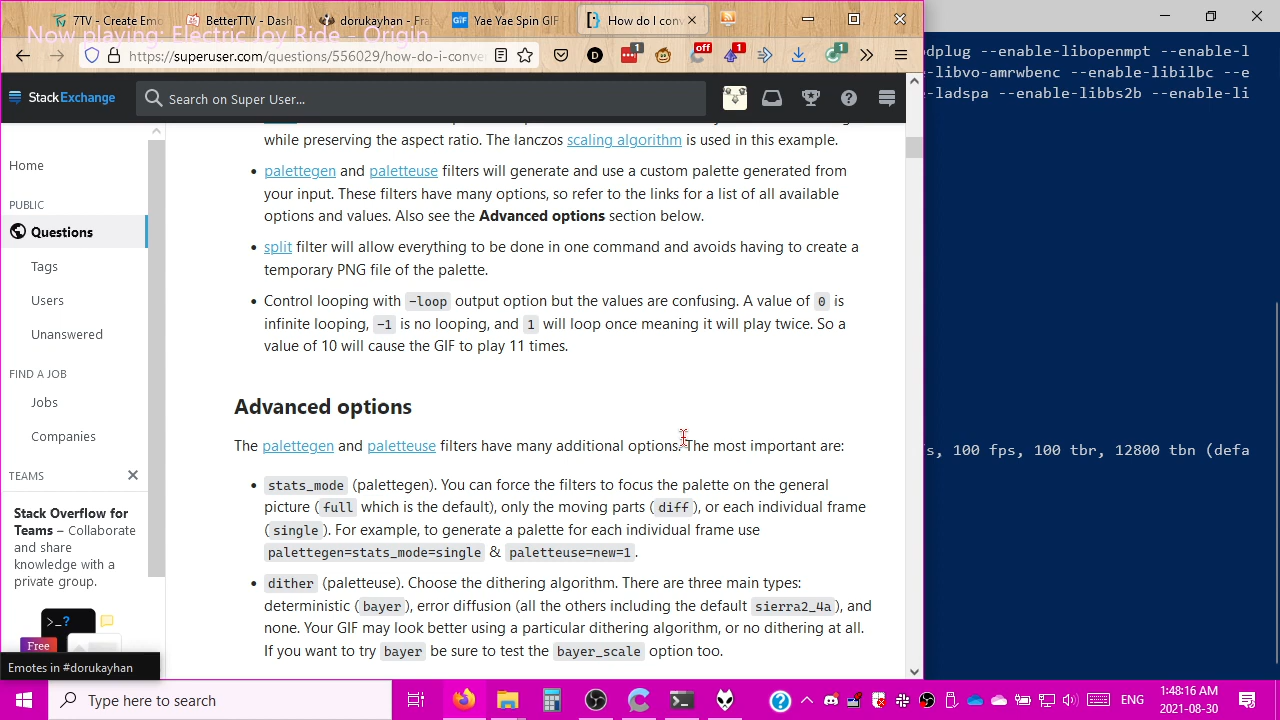 7TV - Create Emo
BetterTTV - Dash
dorukayhan - Fra
GIF
Yae Yae Spin GIF
How do I con
Now playing: Electric Joy Ride - Origin
https://superuser.com/questions/556029/how-do-i-conve
D
1
off
1
1
StackExchange
Search on Super User...
Home
PUBLIC
Questions
Tags
Users
Unanswered
FIND A JOB
Jobs
Companies
TEAMS
Stack Overflow for
Teams – Collaborate
and share
knowledge with a
private group.
>_?
Free
Emotes in #dorukayhan
while preserving the aspect ratio. The lanczos scaling algorithm is used in this example.
palettegen and paletteuse filters will generate and use a custom palette generated from
your input. These filters have many options, so refer to the links for a list of all available
options and values. Also see the Advanced options section below.
split filter will allow everything to be done in one command and avoids having to create a
temporary PNG file of the palette.
Control looping with -loop output option but the values are confusing. A value of 0 is
infinite looping, -1 is no looping, and 1 will loop once meaning it will play twice. So a
value of 10 will cause the GIF to play 11 times.
Advanced options
The palettegen and paletteuse filters have many additional options. The most important are:
stats_mode (palettegen). You can force the filters to focus the palette on the general
picture (full which is the default), only the moving parts (diff), or each individual frame
(single). For example, to generate a palette for each individual frame use
palettegen=stats_mode=single & paletteuse=new=1.
dither (paletteuse). Choose the dithering algorithm. There are three main types:
deterministic (bayer), error diffusion (all the others including the default sierra2_4a), and
none. Your GIF may look better using a particular dithering algorithm, or no dithering at all.
If you want to try bayer be sure to test the bayer_scale option too.
dplug --enable-libopenmpt --enable-l
-libvo-amrwbenc --enable-libilbc --e
-ladspa --enable-libbs2b --enable-li
s, 100 fps, 100 tbr, 12800 tbn (defa
Type here to search
ENG
1:48:16 AM
2021-08-30